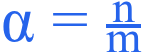 α = n/m